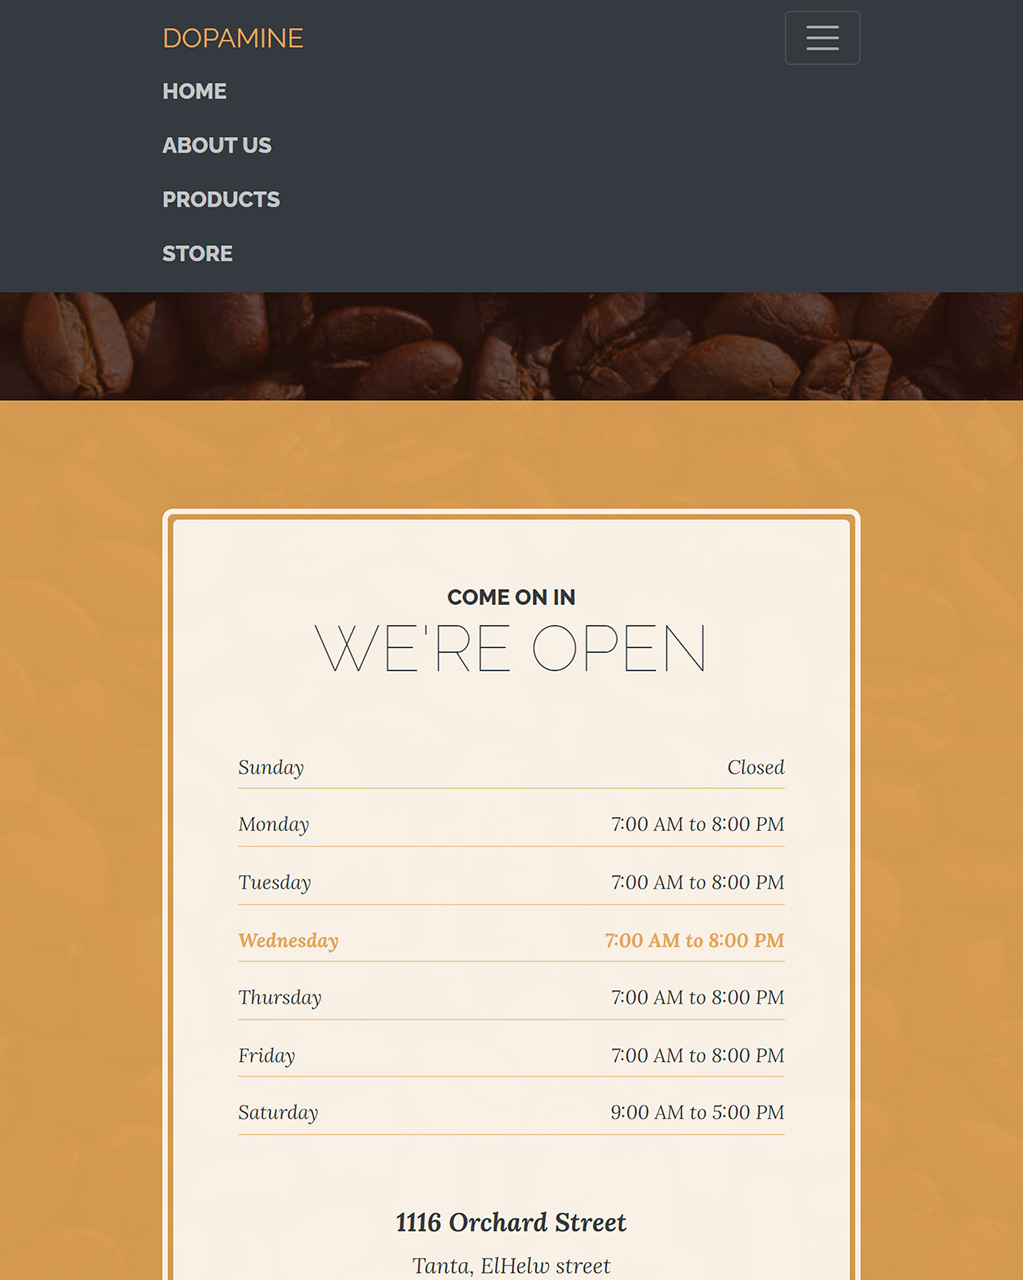 DOPAMINE
HOME
ABOUT US
PRODUCTS
STORE
COME ON IN
WE'RE OPEN
Sunday Closed
Monday 7:00 AM to 8:00 PM
Tuesday 7:00 AM to 8:00 PM
Wednesday 7:00 AM to 8:00 PM
Thursday 7:00 AM to 8:00 PM
Friday 7:00 AM to 8:00 PM
Saturday 9:00 AM to 5:00 PM
1116 Orchard Street
Tanta, ElHelw street